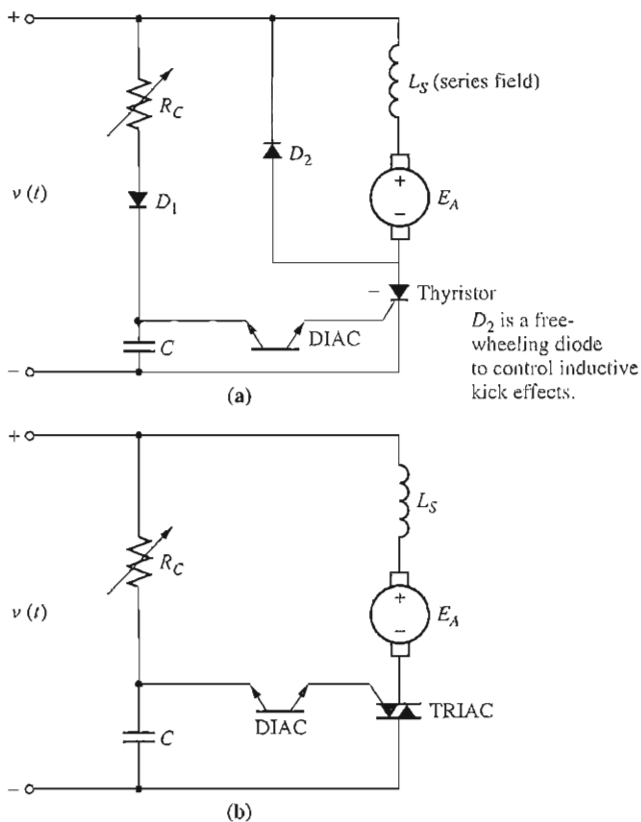 +
R_C
L_S (series field)
D_2
v (t)
D_1
+
−
E_A
− Thyristor
D_2 is a free-
wheeling diode
to control inductive
kick effects.
DIAC
C
−
(a)
+
L_S
R_C
v (t)
+
−
E_A
DIAC
TRIAC
C
−
(b)